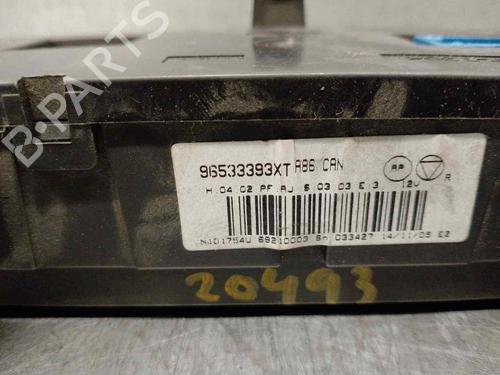 B-PARTS
96533393XT A86 CAN
H 04 02 PF AJ S 03 03 E 3 12V
R
N401754U 69210003 Sn 033427 14/11/05 E2
20493